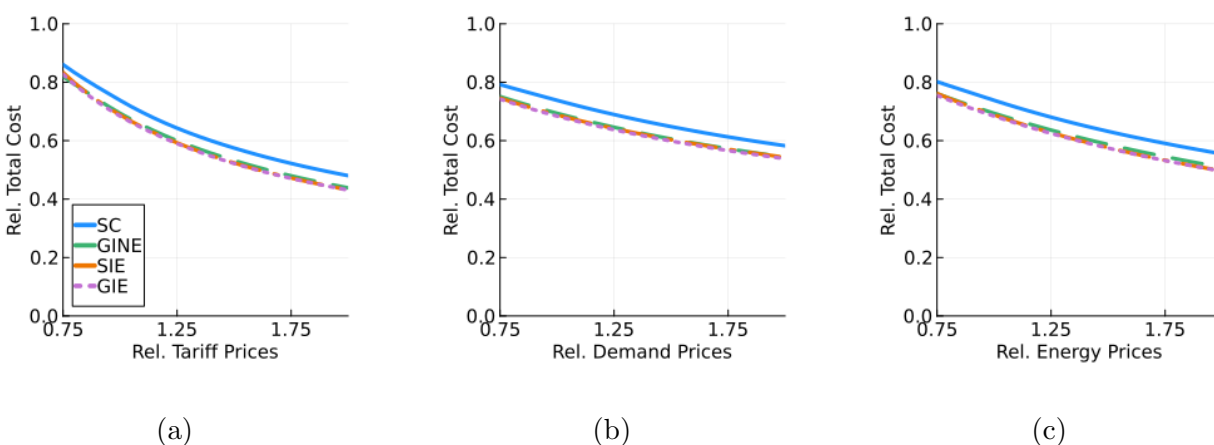 1.0
0.8
0.6
0.4
0.2
0.0
Rel. Total Cost
SC
GINE
SIE
GIE
0.75 1.25 1.75
Rel. Tariff Prices
(a)
1.0
0.8
0.6
0.4
0.2
0.0
Rel. Total Cost
0.75 1.25 1.75
Rel. Demand Prices
(b)
1.0
0.8
0.6
0.4
0.2
0.0
Rel. Total Cost
0.75 1.25 1.75
Rel. Energy Prices
(c)